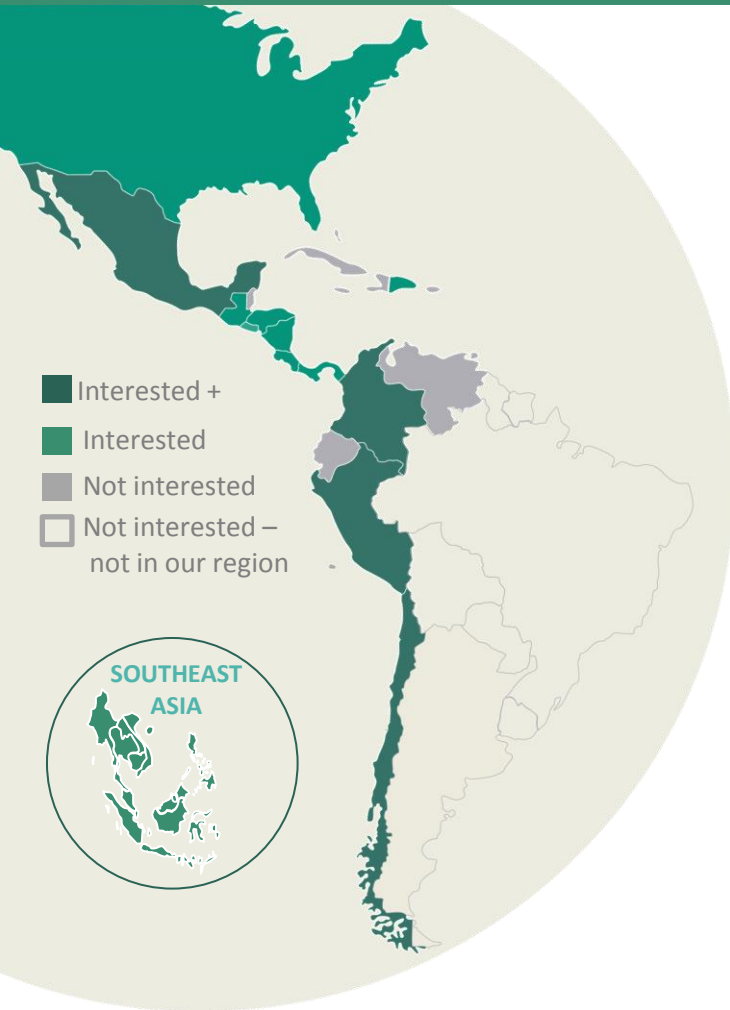 Interested +
Interested
Not interested
Not interested –
not in our region
SOUTHEAST
ASIA